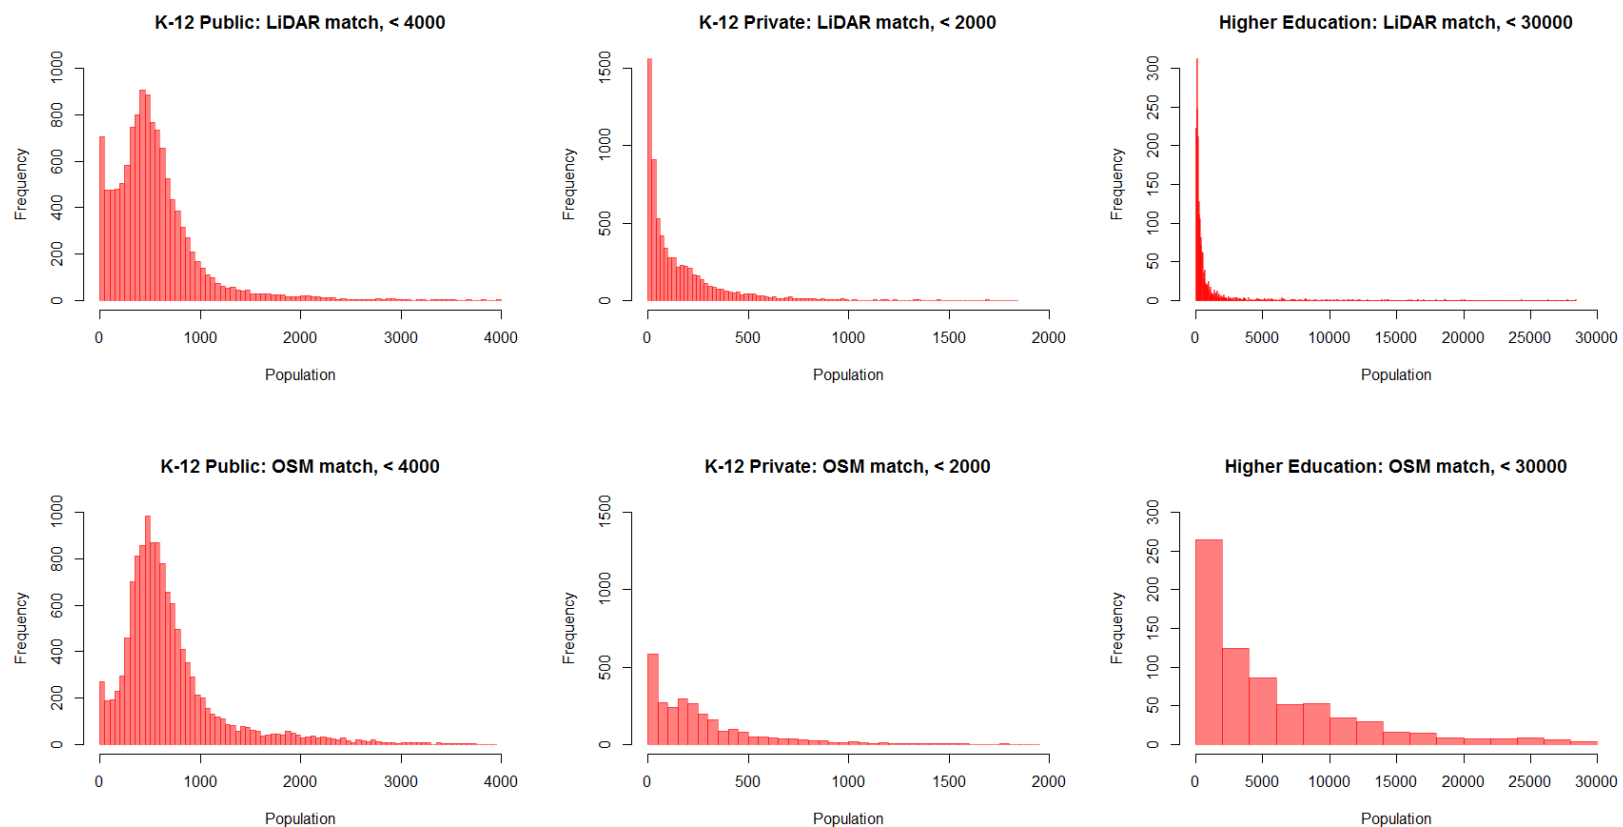 K-12 Public: LiDAR match, < 4000
Frequency
0 200 400 600 800 1000
0 1000 2000 3000 4000
Population
K-12 Private: LiDAR match, < 2000
Frequency
0 500 1000 1500
0 500 1000 1500 2000
Population
Higher Education: LiDAR match, < 30000
Frequency
0 50 100 150 200 250 300
0 5000 10000 15000 20000 25000 30000
Population
K-12 Public: OSM match, < 4000
Frequency
0 200 400 600 800 1000
0 1000 2000 3000 4000
Population
K-12 Private: OSM match, < 2000
Frequency
0 500 1000 1500
0 500 1000 1500 2000
Population
Higher Education: OSM match, < 30000
Frequency
0 50 100 150 200 250 300
0 5000 10000 15000 20000 25000 30000
Population